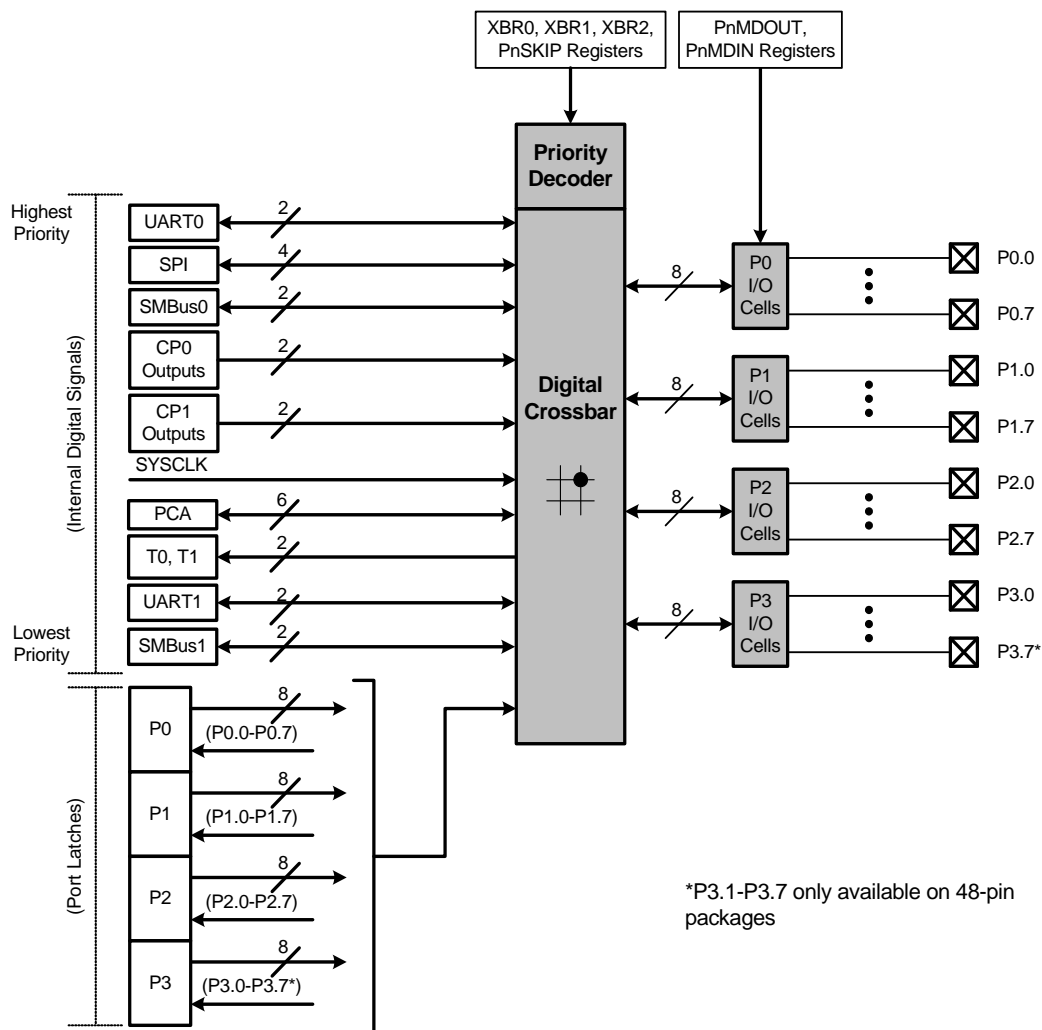 XBR0, XBR1, XBR2,
PnSKIP Registers
PnMDOUT,
PnMDIN Registers
Priority
Decoder
Highest
Priority
(Internal Digital Signals)
Lowest
Priority
UART0
2
SPI
4
SMBus0
2
CP0
Outputs
2
CP1
Outputs
2
SYSCLK
PCA
6
T0, T1
2
UART1
2
SMBus1
2
Digital
Crossbar
8
P0
I/O
Cells
P0.0
P0.7
8
P1
I/O
Cells
P1.0
P1.7
8
P2
I/O
Cells
P2.0
P2.7
8
P3
I/O
Cells
P3.0
P3.7*
(Port Latches)
P0
8
(P0.0-P0.7)
P1
8
(P1.0-P1.7)
P2
8
(P2.0-P2.7)
P3
8
(P3.0-P3.7*)
*P3.1-P3.7 only available on 48-pin
packages